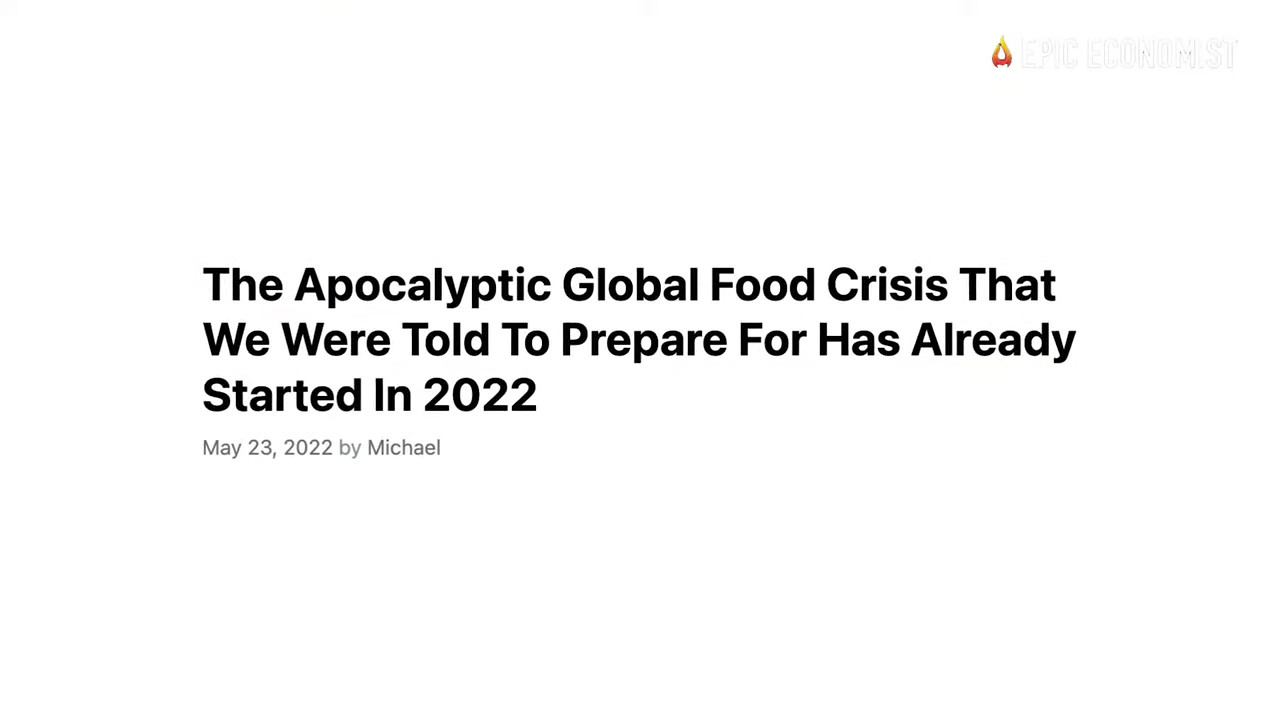 EPIC ECONOMIST
The Apocalyptic Global Food Crisis That
We Were Told To Prepare For Has Already
Started In 2022
May 23, 2022 by Michael